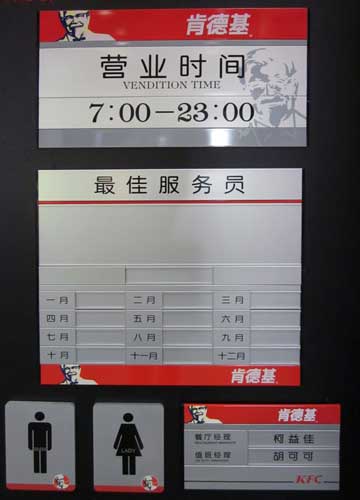 肯德基
营业时间
VENDITION TIME
7:00－23:00
最佳服务员
一月 二月 三月
四月 五月 六月
七月 八月 九月
十月 十一月 十二月
肯德基
LADY
肯德基
餐厅经理 柯益佳
RESTAURANT MANAGER
值班经理 胡可可
KFC